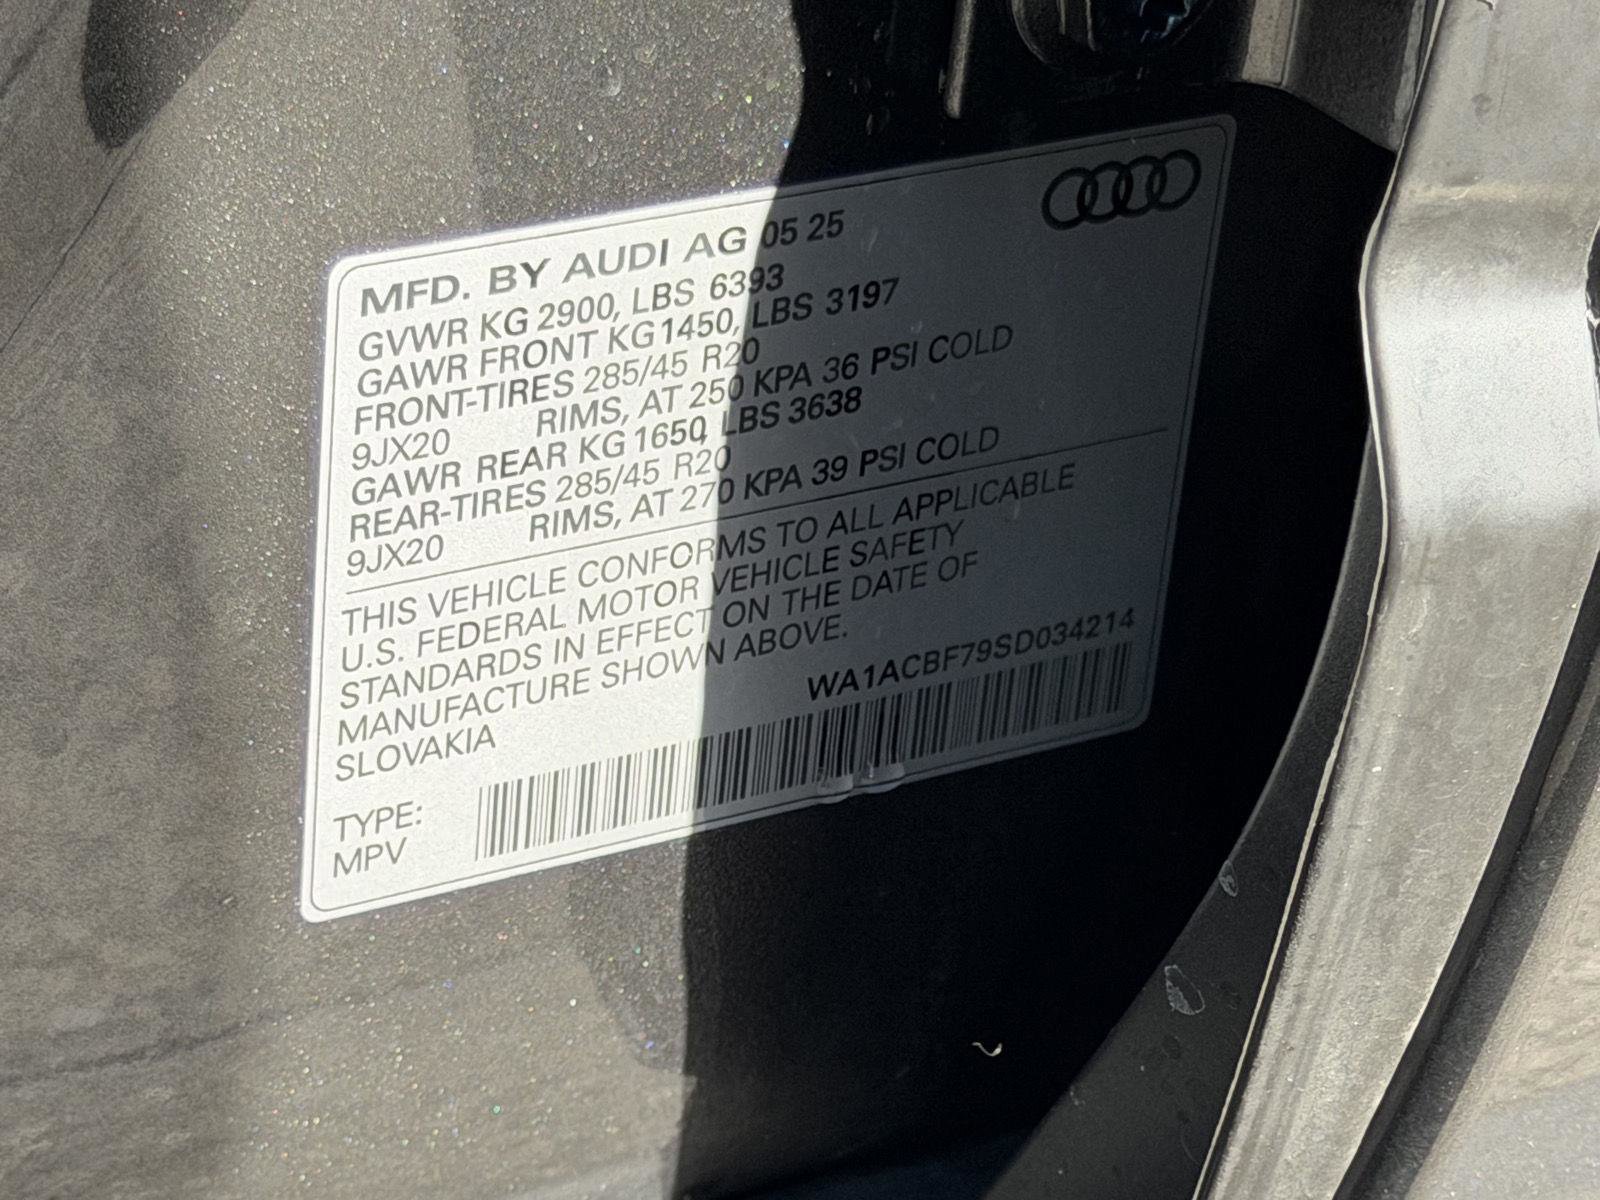 MFD. BY AUDI AG 05 25
GVWR KG 2900, LBS 6393
GAWR FRONT KG 1450, LBS 3197
FRONT-TIRES 285/45 R20
9JX20 RIMS, AT 250 KPA 36 PSI COLD
GAWR REAR KG 1650, LBS 3638
REAR-TIRES 285/45 R20
9JX20 RIMS, AT 270 KPA 39 PSI COLD
THIS VEHICLE CONFORMS TO ALL APPLICABLE
U.S. FEDERAL MOTOR VEHICLE SAFETY
STANDARDS IN EFFECT ON THE DATE OF
MANUFACTURE SHOWN ABOVE.
SLOVAKIA
WA1ACBF79SD034214
TYPE:
MPV